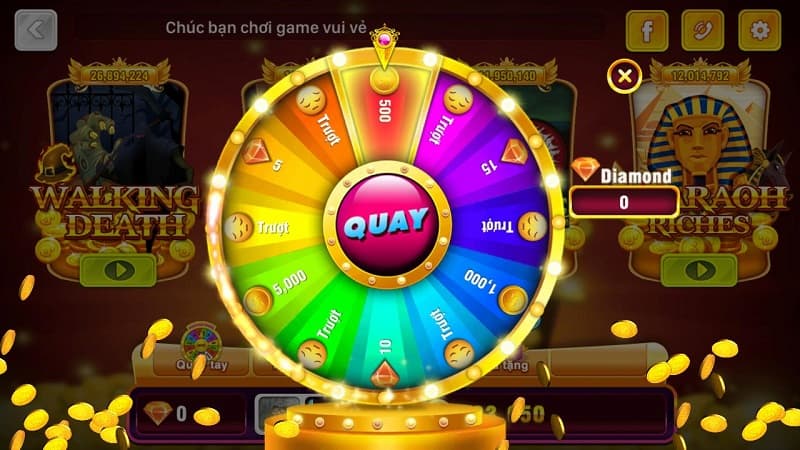 Chúc bạn chơi game vui vẻ
26,894,224
12,014,792
WALKING
DEATH
RICHES
500
Trượt
15
Trượt
1,000
Trượt
10
Trượt
5,000
Trượt
5
Trượt
QUAY
Diamond
0
0